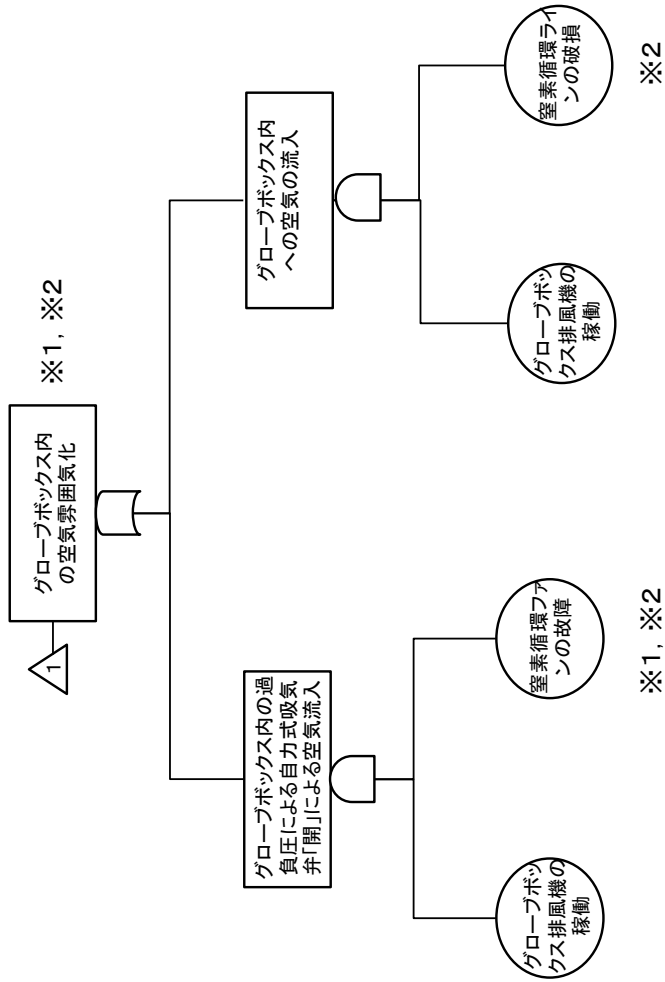 1
グローブボックス内
の空気雰囲気化
※1，※2
グローブボックス内の過
負圧による自力式吸気
弁「開」による空気流入
グローブボックス内
への空気の流入
グローブボッ
クス排風機の
稼働
窒素循環ファ
ンの故障
※1，※2
グローブボッ
クス排風機の
稼働
窒素循環ライ
ンの破損
※2